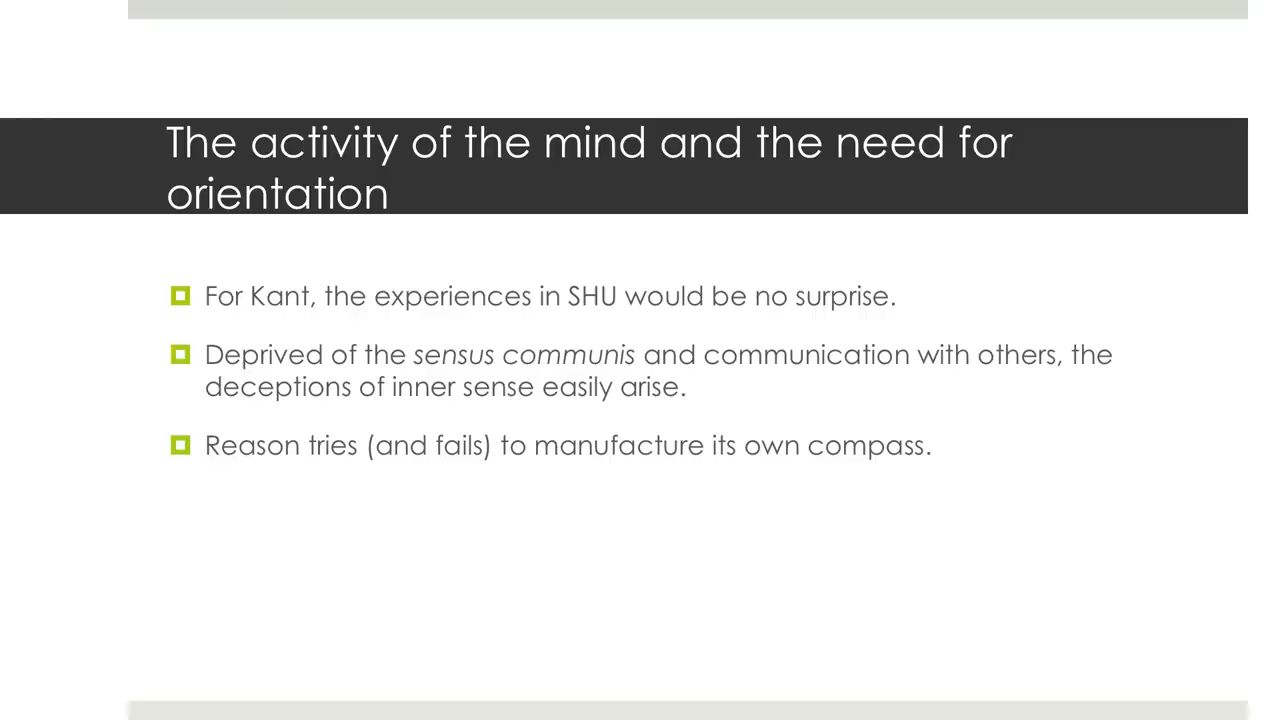 The activity of the mind and the need for
orientation
For Kant, the experiences in SHU would be no surprise.
Deprived of the sensus communis and communication with others, the
deceptions of inner sense easily arise.
Reason tries (and fails) to manufacture its own compass.